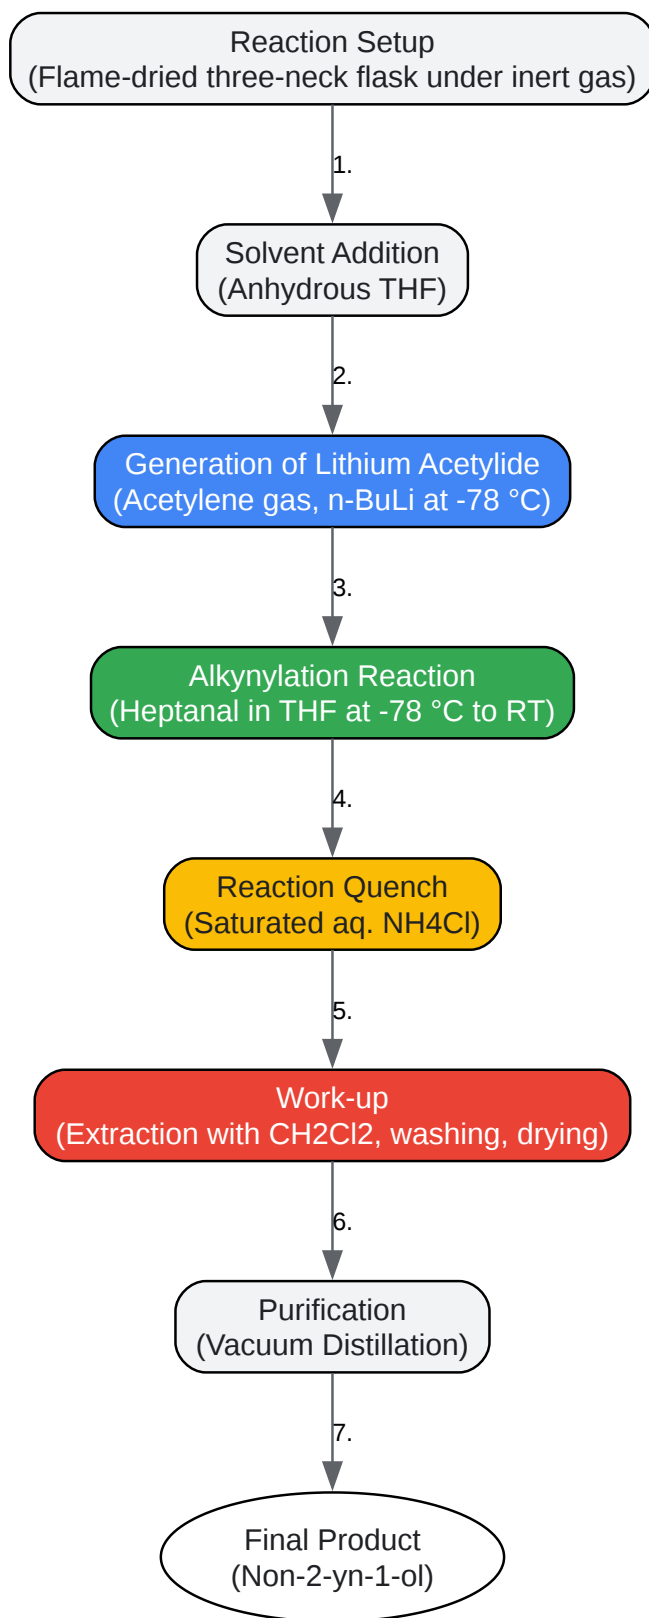 Reaction Setup
(Flame-dried three-neck flask under inert gas)
1.
Solvent Addition
(Anhydrous THF)
2.
Generation of Lithium Acetylide
(Acetylene gas, n-BuLi at -78 °C)
3.
Alkynylation Reaction
(Heptanal in THF at -78 °C to RT)
4.
Reaction Quench
(Saturated aq. NH4Cl)
5.
Work-up
(Extraction with CH2Cl2, washing, drying)
6.
Purification
(Vacuum Distillation)
7.
Final Product
(Non-2-yn-1-ol)